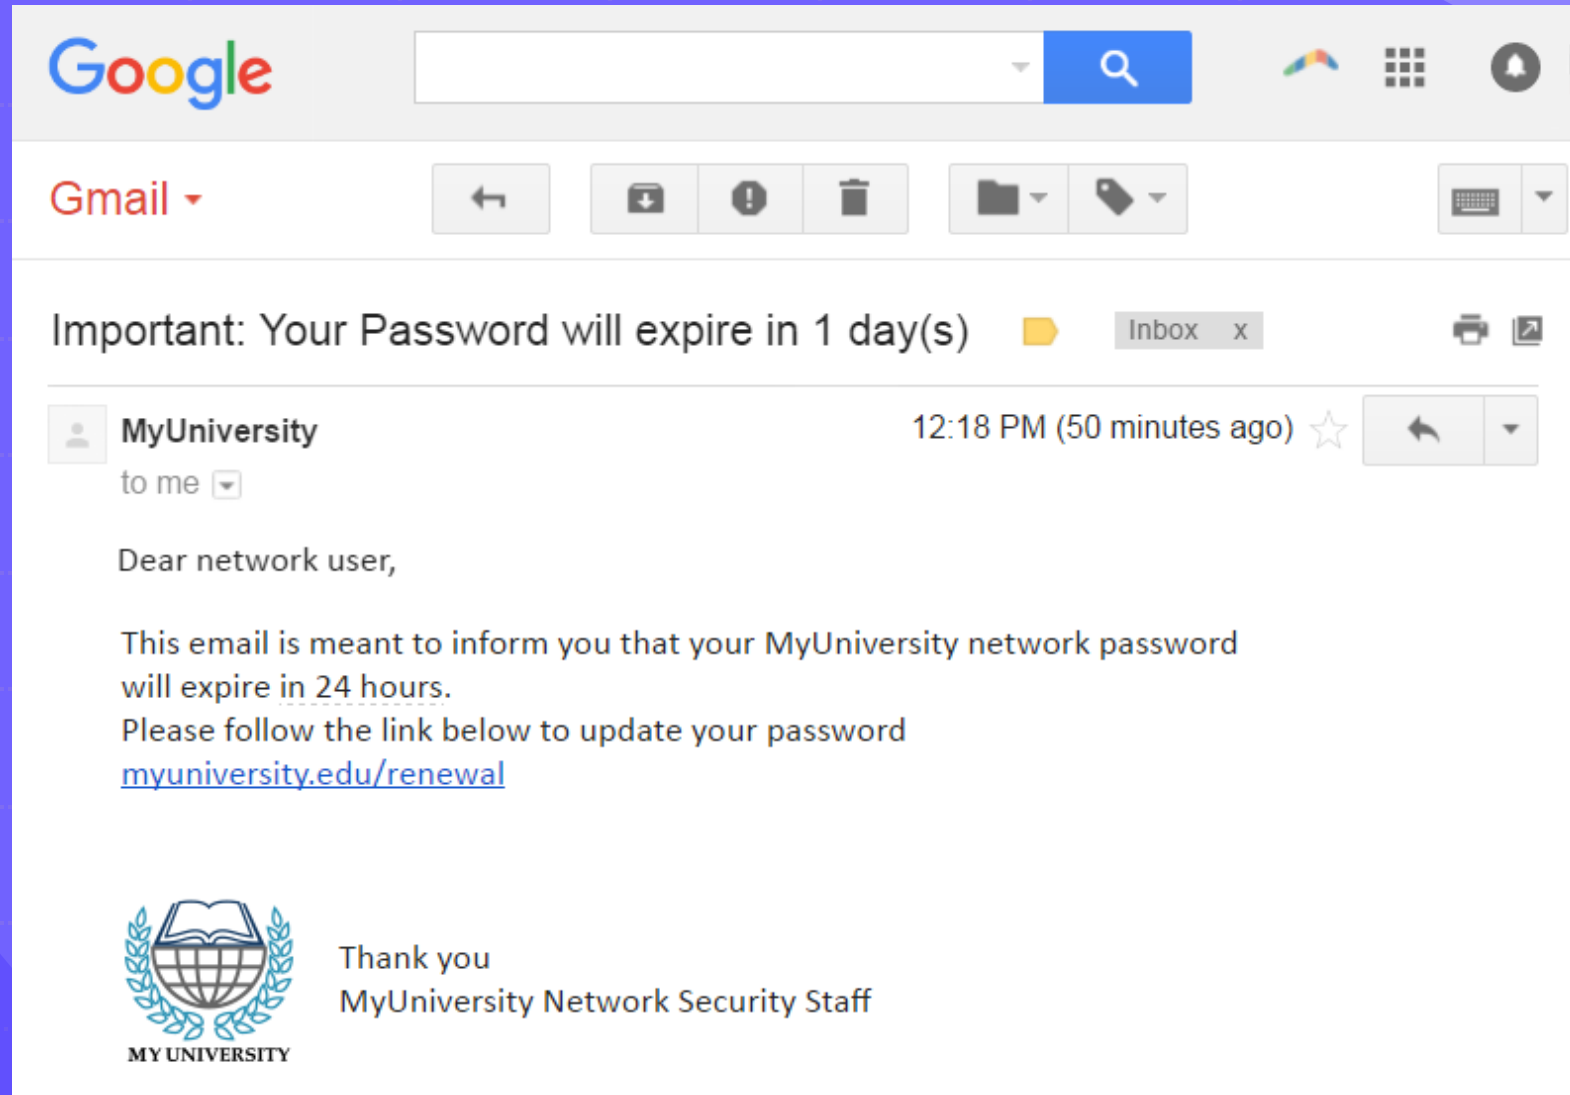 Google
Gmail
Important: Your Password will expire in 1 day(s)
Inbox x
MyUniversity
12:18 PM (50 minutes ago)
to me
Dear network user,
This email is meant to inform you that your MyUniversity network password
will expire in 24 hours.
Please follow the link below to update your password
myuniversity.edu/renewal
MY UNIVERSITY
Thank you
MyUniversity Network Security Staff